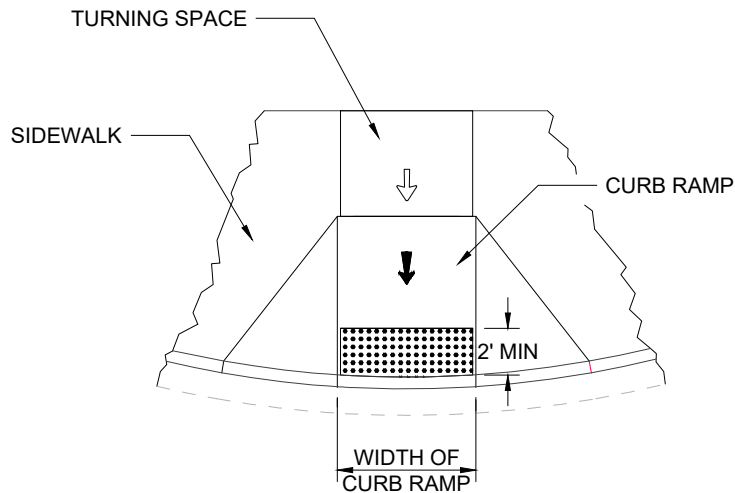 TURNING SPACE
SIDEWALK
CURB RAMP
2' MIN
WIDTH OF
CURB RAMP